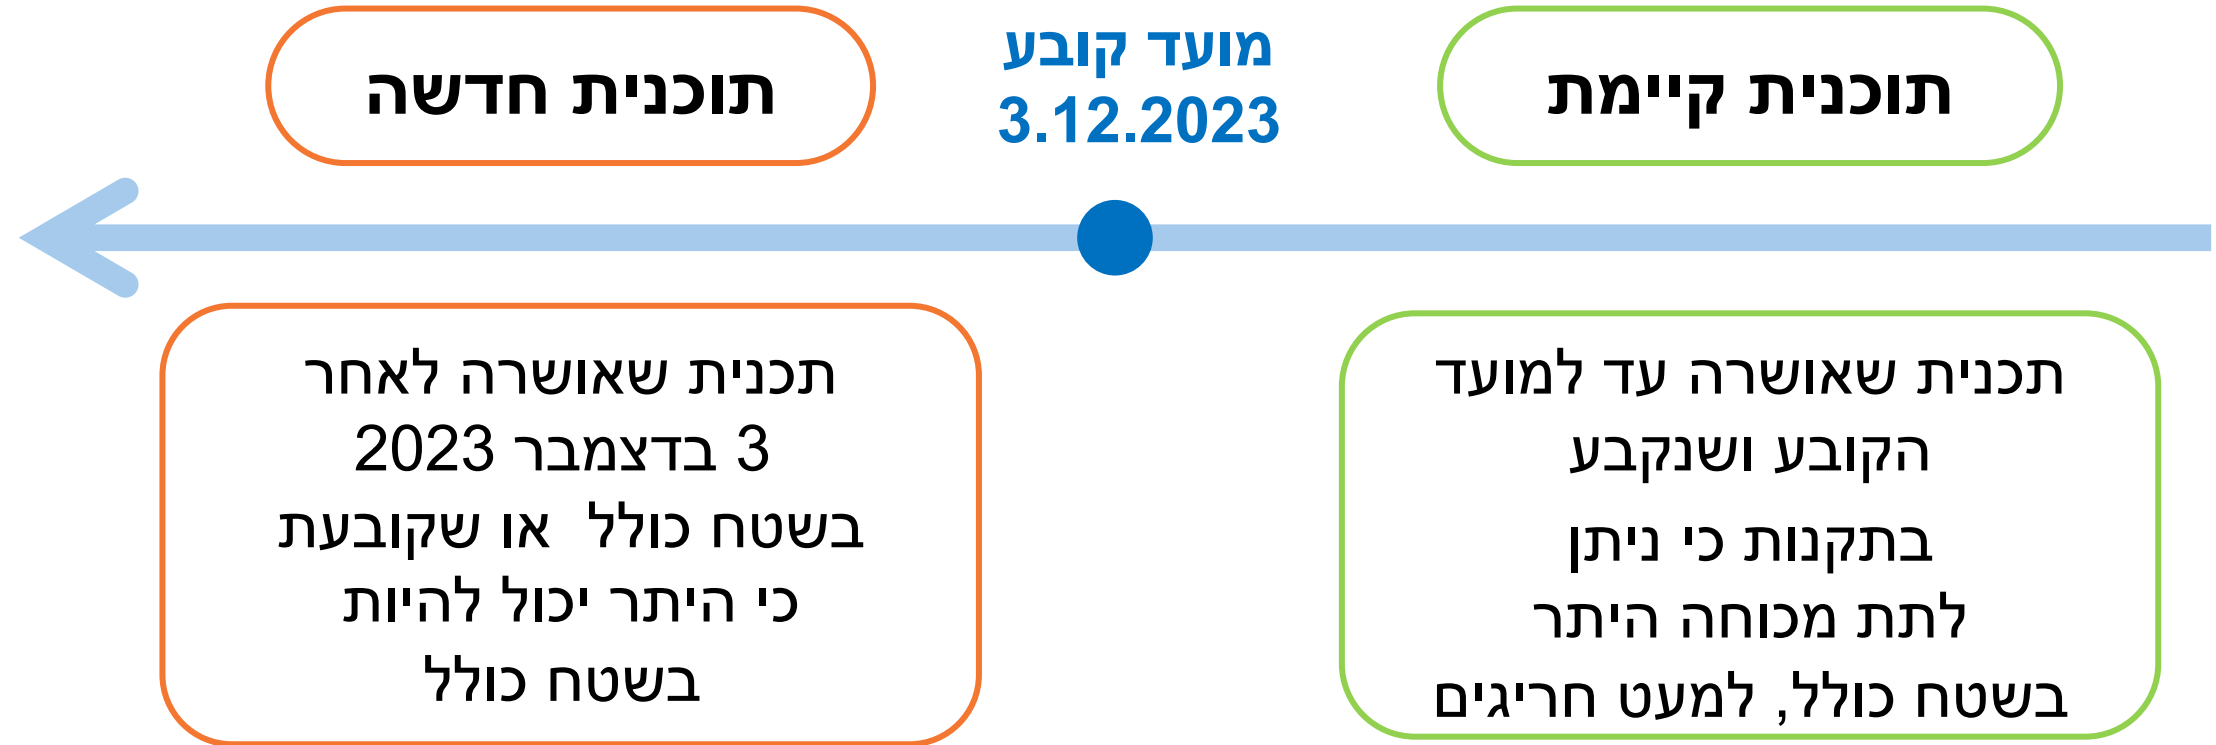 תוכנית קיימת
מועד קובע
3.12.2023
תוכנית חדשה
תכנית שאושרה עד למועד
הקובע ושנקבע
בתקנות כי ניתן
לתת מכוחה היתר
בשטח כולל, למעט חריגים
תכנית שאושרה לאחר
3 בדצמבר 2023
בשטח כולל או שקובעת
כי היתר יכול להיות
בשטח כולל